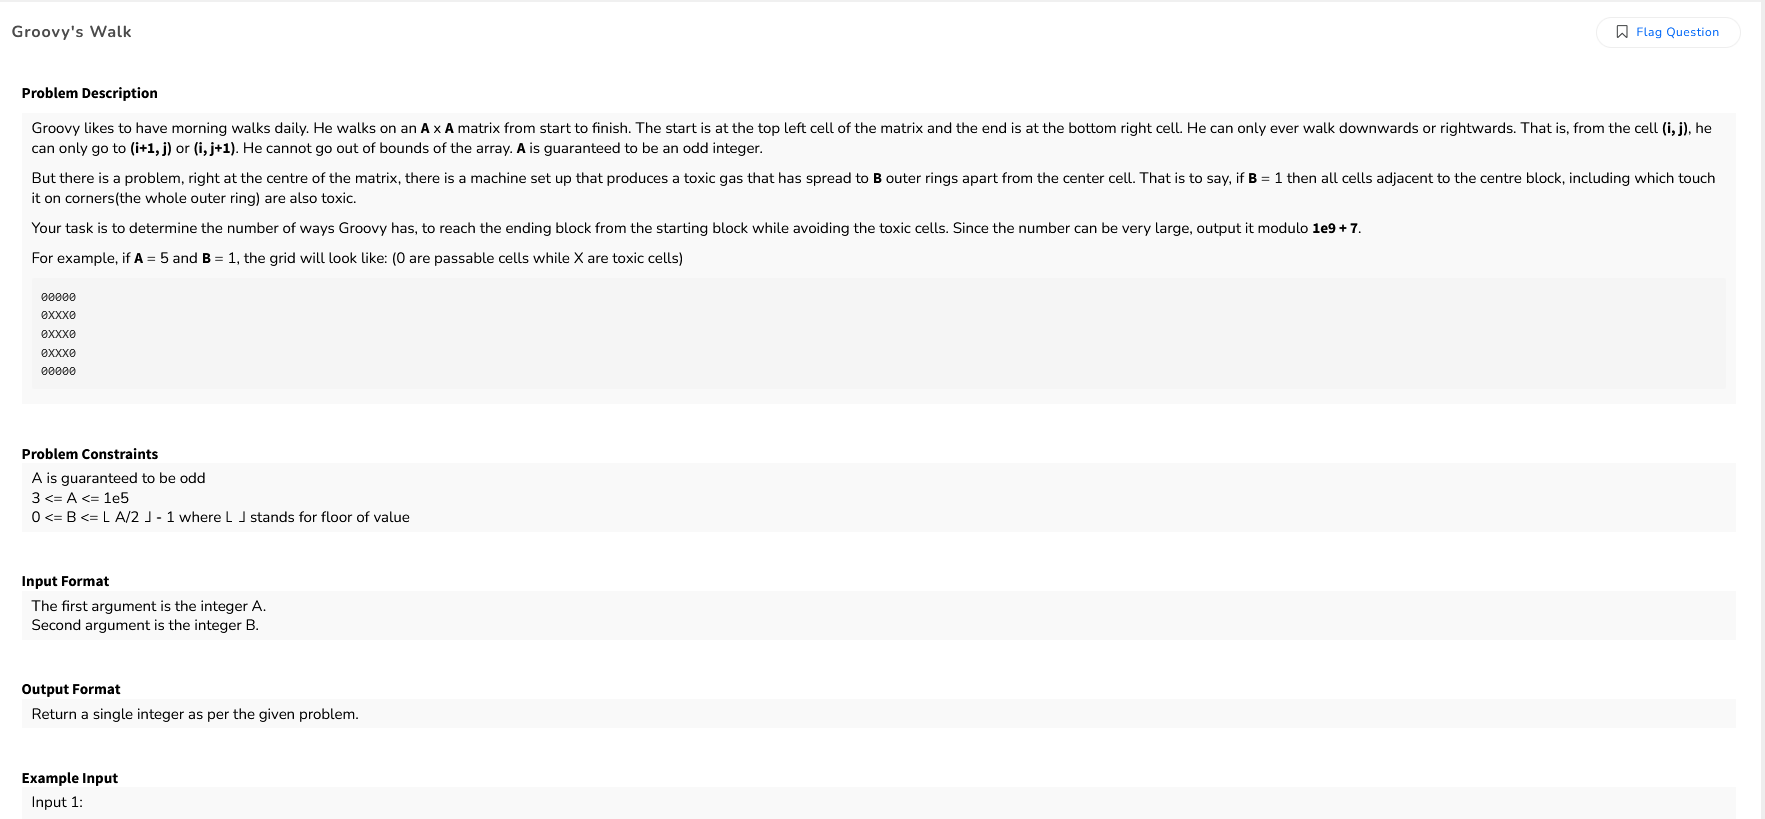 Groovy's Walk
Flag Question
Problem Description
Groovy likes to have morning walks daily. He walks on an A x A matrix from start to finish. The start is at the top left cell of the matrix and the end is at the bottom right cell. He can only ever walk downwards or rightwards. That is, from the cell (i, j), he
can only go to (i+1, j) or (i, j+1). He cannot go out of bounds of the array. A is guaranteed to be an odd integer.
But there is a problem, right at the centre of the matrix, there is a machine set up that produces a toxic gas that has spread to B outer rings apart from the center cell. That is to say, if B = 1 then all cells adjacent to the centre block, including which touch
it on corners(the whole outer ring) are also toxic.
Your task is to determine the number of ways Groovy has, to reach the ending block from the starting block while avoiding the toxic cells. Since the number can be very large, output it modulo 1e9 + 7.
For example, if A = 5 and B = 1, the grid will look like: (0 are passable cells while X are toxic cells)
00000
0XXX0
0XXX0
0XXX0
00000
Problem Constraints
A is guaranteed to be odd
3 <= A <= 1e5
0 <= B <= ⌊ A/2 ⌋ - 1 where ⌊ ⌋ stands for floor of value
Input Format
The first argument is the integer A.
Second argument is the integer B.
Output Format
Return a single integer as per the given problem.
Example Input
Input 1: